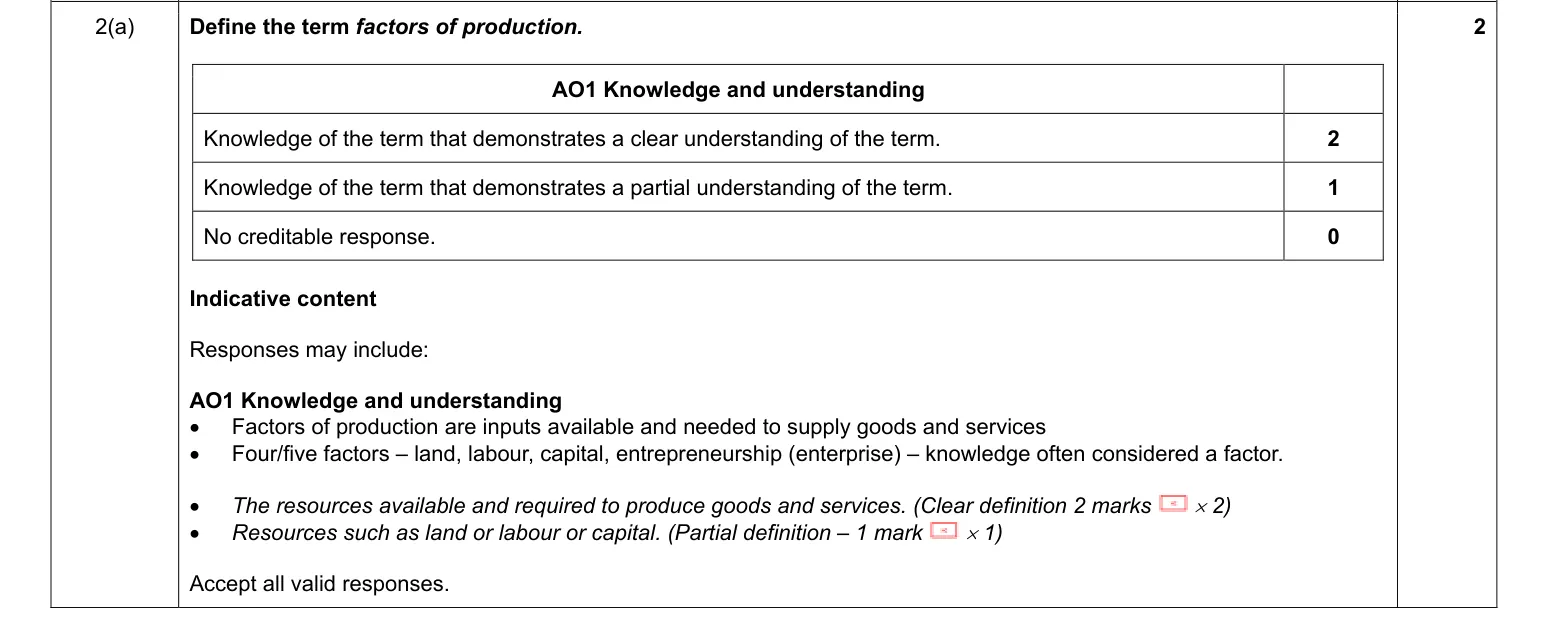 2(a) Define the term factors of production. 2
AO1 Knowledge and understanding
Knowledge of the term that demonstrates a clear understanding of the term. 2
Knowledge of the term that demonstrates a partial understanding of the term. 1
No creditable response. 0
Indicative content
Responses may include:
AO1 Knowledge and understanding
• Factors of production are inputs available and needed to supply goods and services
• Four/five factors – land, labour, capital, entrepreneurship (enterprise) – knowledge often considered a factor.
• The resources available and required to produce goods and services. (Clear definition 2 marks × 2)
• Resources such as land or labour or capital. (Partial definition – 1 mark × 1)
Accept all valid responses.